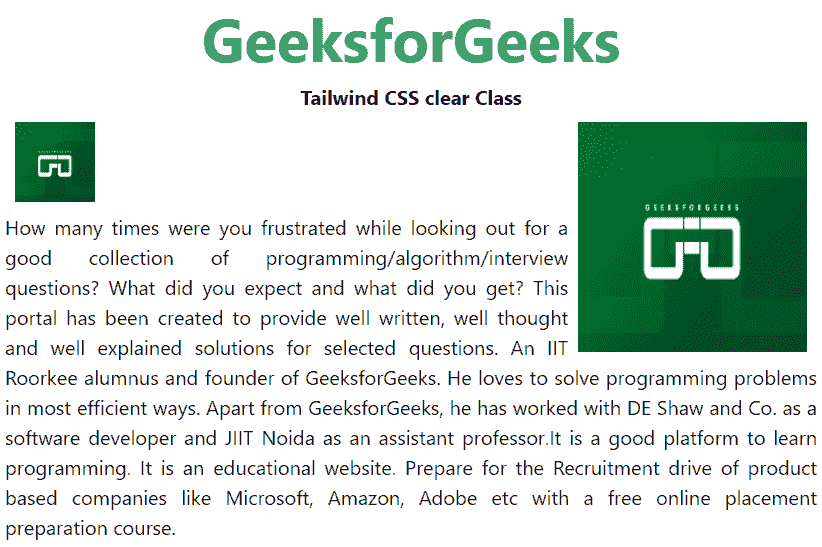 GeeksforGeeks
Tailwind CSS clear Class
GEEKSFORGEEKS
How many times were you frustrated while looking out for a
good collection of programming/algorithm/interview
questions? What did you expect and what did you get? This
portal has been created to provide well written, well thought
and well explained solutions for selected questions. An IIT
Roorkee alumnus and founder of GeeksforGeeks. He loves to solve programming problems
in most efficient ways. Apart from GeeksforGeeks, he has worked with DE Shaw and Co. as a
software developer and JIIT Noida as an assistant professor.It is a good platform to learn
programming. It is an educational website. Prepare for the Recruitment drive of product
based companies like Microsoft, Amazon, Adobe etc with a free online placement
preparation course.